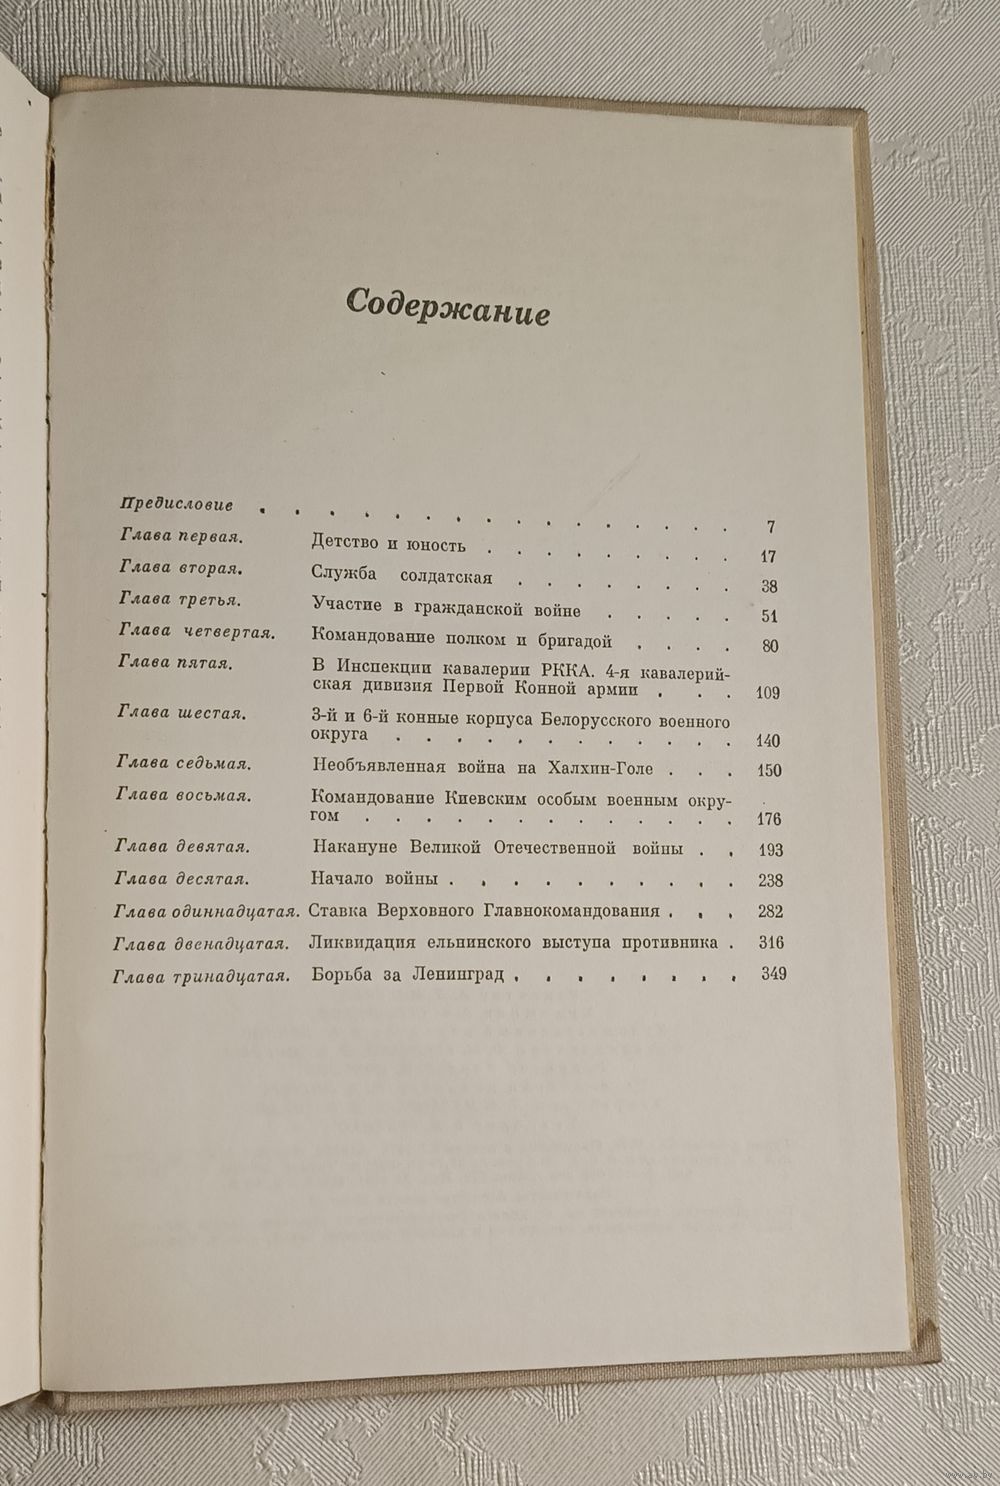 Содержание
Предисловие . . . . . . . . . . . . . . . 7
Глава первая. Детство и юность . . . . . . . . . 17
Глава вторая. Служба солдатская . . . . . . . . 38
Глава третья. Участие в гражданской войне . . . . . 51
Глава четвертая. Командование полком и бригадой . . . . 80
Глава пятая. В Инспекции кавалерии РККА. 4-я кавалерий-
ская дивизия Первой Конной армии . . . 109
Глава шестая. 3-й и 6-й конные корпуса Белорусского военного
округа . . . . . . . . . . . . 140
Глава седьмая. Необъявленная война на Халхин-Голе . . . 150
Глава восьмая. Командование Киевским особым военным окру-
гом . . . . . . . . . . . . . 176
Глава девятая. Накануне Великой Отечественной войны . . 193
Глава десятая. Начало войны . . . . . . . . . . 238
Глава одиннадцатая. Ставка Верховного Главнокомандования . . . 282
Глава двенадцатая. Ликвидация ельнинского выступа противника . 316
Глава тринадцатая. Борьба за Ленинград . . . . . . . . 349
www.ay.by